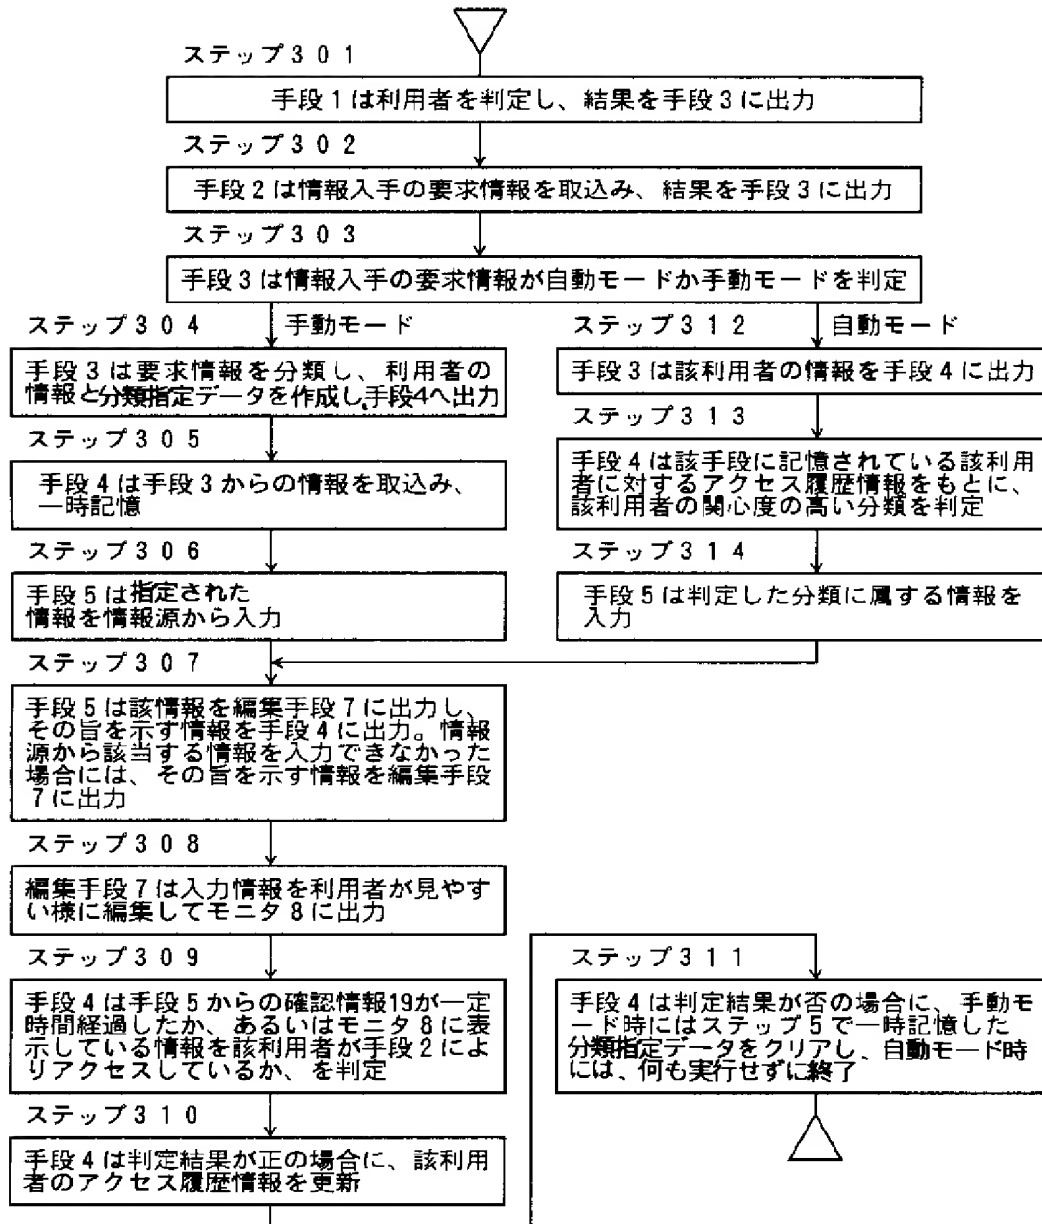 ステップ301
手段1は利用者を判定し、結果を手段3に出力
ステップ302
手段2は情報入手の要求情報を取込み、結果を手段3に出力
ステップ303
手段3は情報入手の要求情報が自動モードか手動モードを判定
ステップ304
手動モード
手段3は要求情報を分類し、利用者の
情報と分類指定データを作成し、手段4へ出力
ステップ305
手段4は手段3からの情報を取込み、
一時記憶
ステップ306
手段5は指定された
情報を情報源から入力
ステップ312
自動モード
手段3は該利用者の情報を手段4に出力
ステップ313
手段4は該手段に記憶されている該利用
者に対するアクセス履歴情報をもとに、
該利用者の関心度の高い分類を判定
ステップ314
手段5は判定した分類に属する情報を
入力
ステップ307
手段5は該情報を編集手段7に出力し、
その旨を示す情報を手段4に出力。情報
源から該当する情報を入力できなかった
場合には、その旨を示す情報を編集手段
7に出力
ステップ308
編集手段7は入力情報を利用者が見やす
い様に編集してモニタ8に出力
ステップ309
手段4は手段5からの確認情報19が一定
時間経過したか、あるいはモニタ8に表
示している情報を該利用者が手段2によ
りアクセスしているか、を判定
ステップ310
手段4は判定結果が正の場合に、該利用
者のアクセス履歴情報を更新
ステップ311
手段4は判定結果が否の場合に、手動モ
ード時にはステップ5で一時記憶した
分類指定データをクリアし、自動モード時
には、何も実行せずに終了